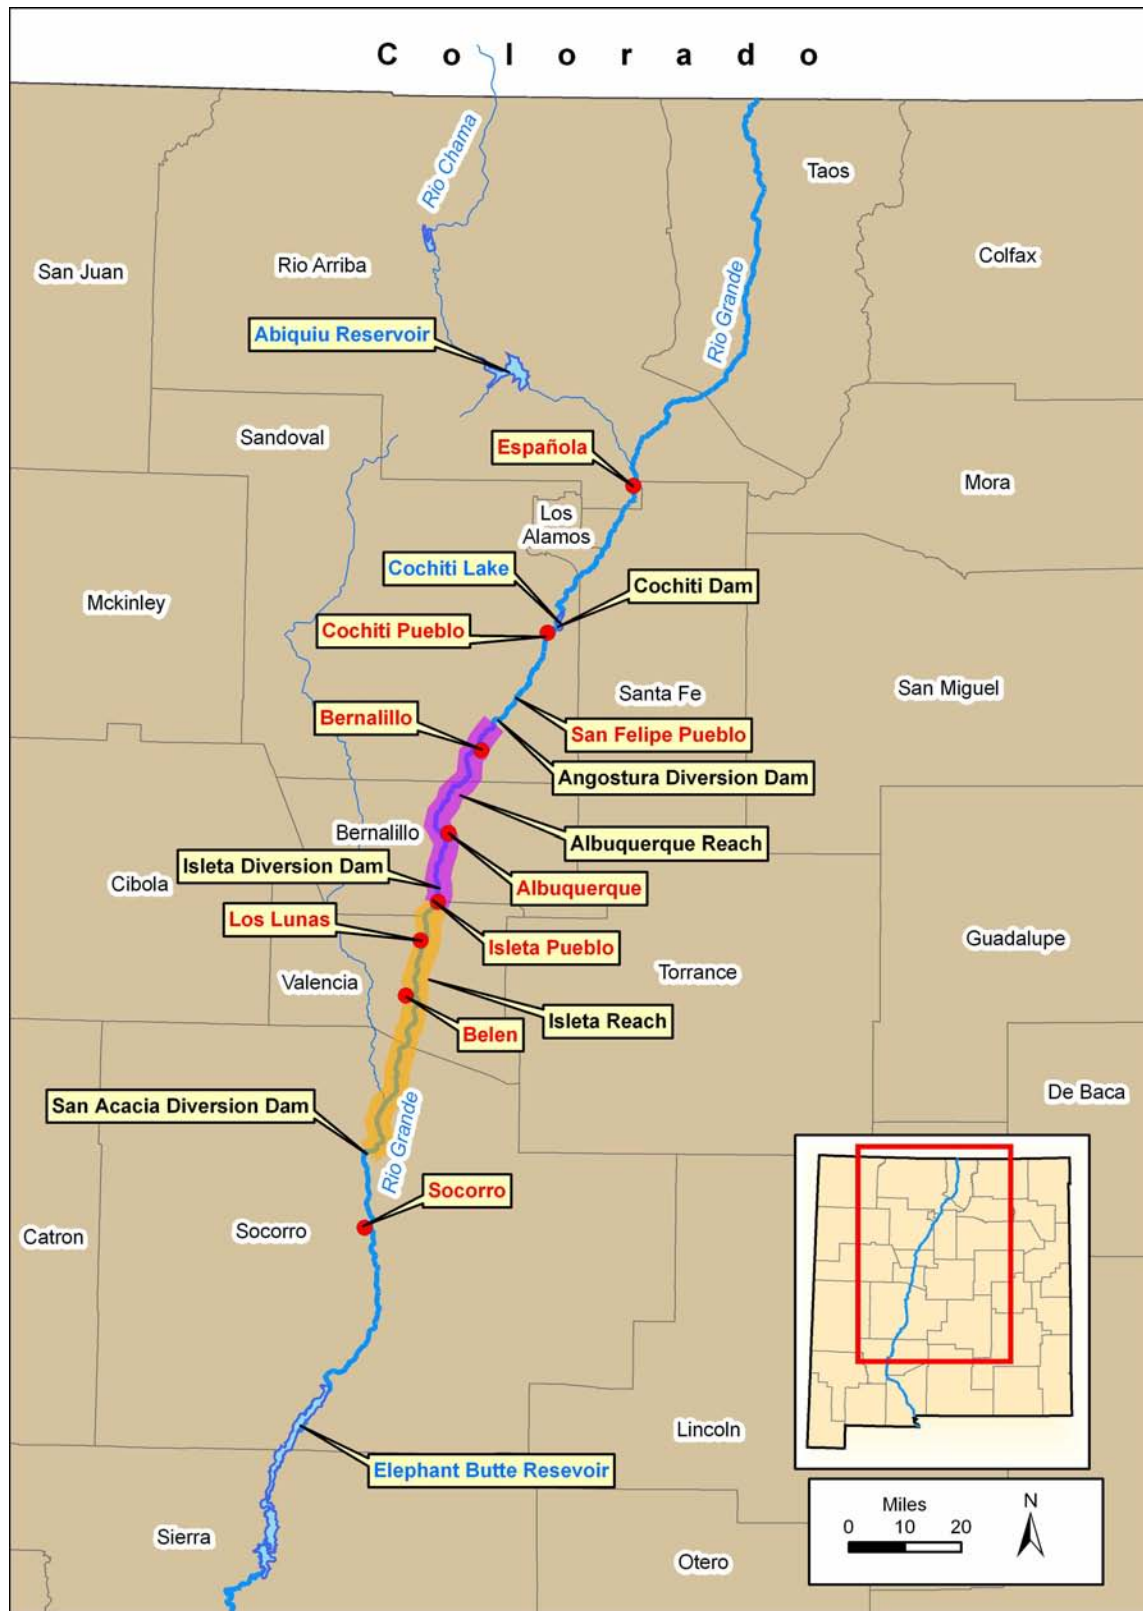 C o l o r a d o
Rio Chama
Taos
Colfax
San Juan
Rio Arriba
Rio Grande
Abiquiu Reservoir
Sandoval
Española
Mora
Los
Alamos
Cochiti Lake
Cochiti Dam
Mckinley
Cochiti Pueblo
Santa Fe
San Miguel
Bernalillo
San Felipe Pueblo
Angostura Diversion Dam
Bernalillo
Albuquerque Reach
Isleta Diversion Dam
Cibola
Albuquerque
Los Lunas
Isleta Pueblo
Guadalupe
Torrance
Valencia
Isleta Reach
Belen
De Baca
San Acacia Diversion Dam
Rio Grande
Socorro
Catron
Socorro
Lincoln
Elephant Butte Resevoir
Miles
N
0 10 20
Sierra
Otero